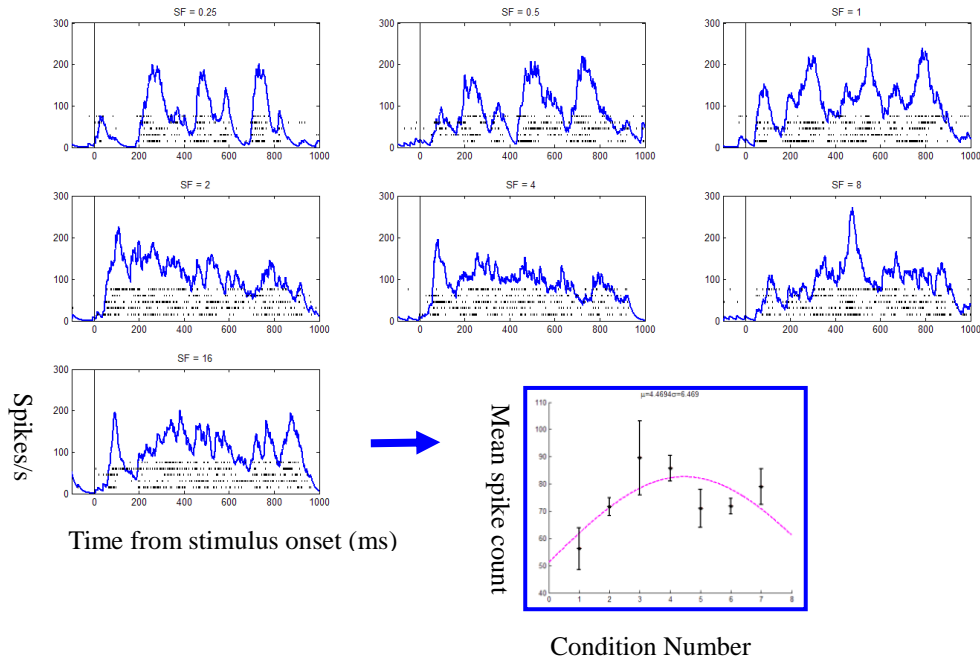 SF = 0.25
SF = 0.5
SF = 1
300
200
100
0
0 200 400 600 800 1000
300
200
100
0
0 200 400 600 800 1000
300
200
100
0
0 200 400 600 800 1000
SF = 2
SF = 4
SF = 8
300
200
100
0
0 200 400 600 800 1000
300
200
100
0
0 200 400 600 800 1000
300
200
100
0
0 200 400 600 800 1000
SF = 16
300
200
100
0
0 200 400 600 800 1000
Spikes/s
Time from stimulus onset (ms)
Mean spike count
μ=4.4694σ=6.469
110
100
90
80
70
60
50
40
0 1 2 3 4 5 6 7 8
Condition Number